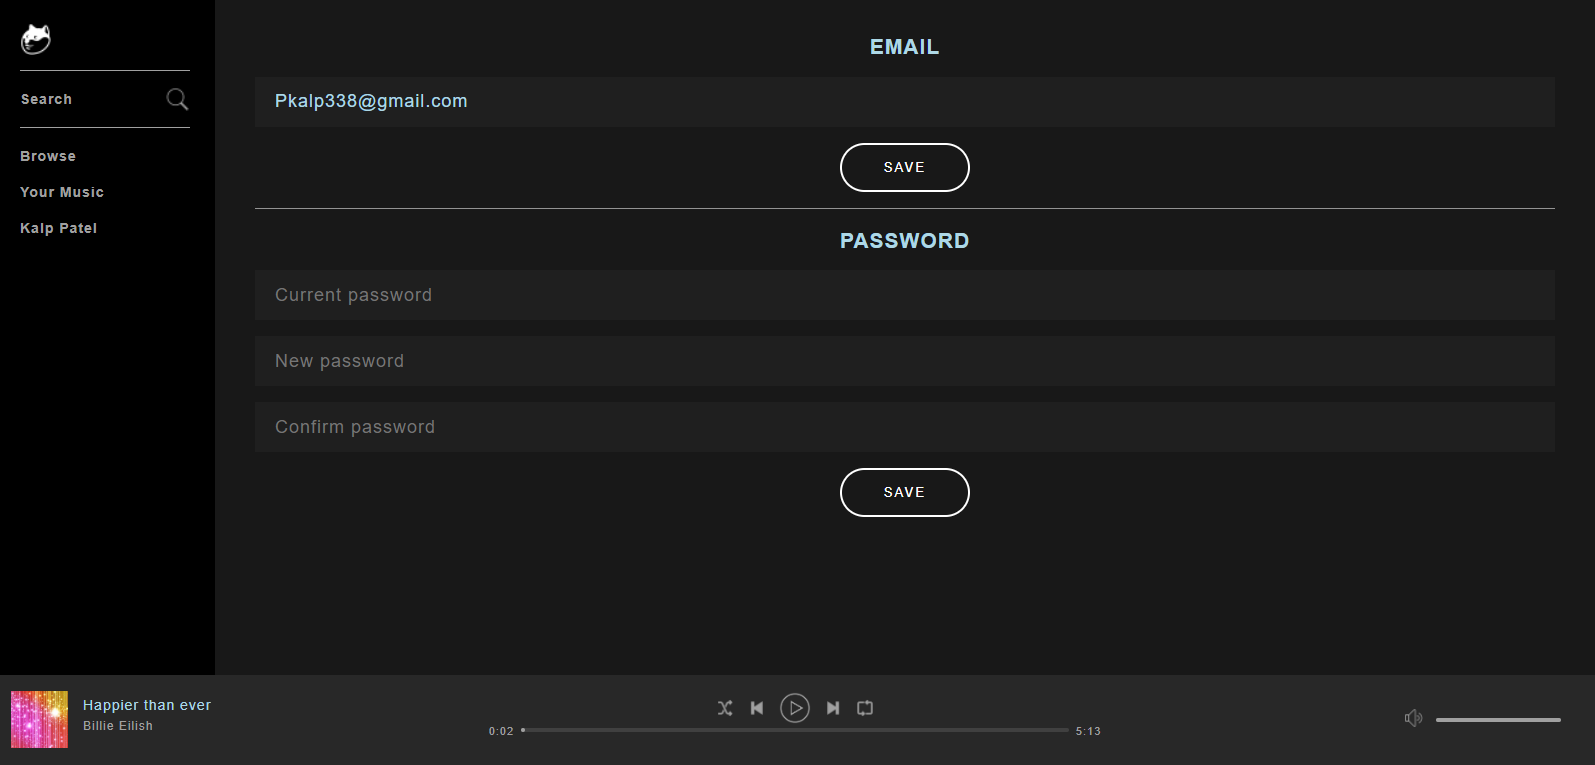 Search
Browse
Your Music
Kalp Patel
EMAIL
Pkalp338@gmail.com
SAVE
PASSWORD
Current password
New password
Confirm password
SAVE
Happier than ever
Billie Eilish
0:02
5:13